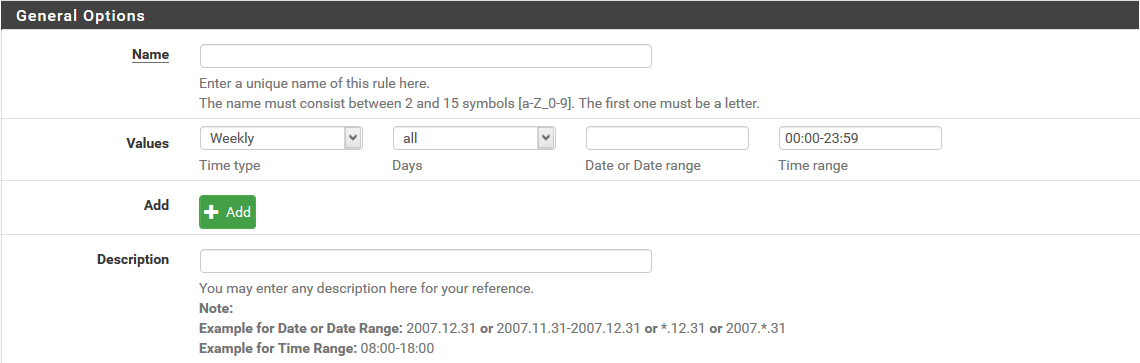 General Options
Name
Enter a unique name of this rule here.
The name must consist between 2 and 15 symbols [a-Z_0-9]. The first one must be a letter.
Values Weekly all 00:00-23:59
Time type Days Date or Date range Time range
Add Add
Description
You may enter any description here for your reference.
Note:
Example for Date or Date Range: 2007.12.31 or 2007.11.31-2007.12.31 or *.12.31 or 2007.*.31
Example for Time Range: 08:00-18:00